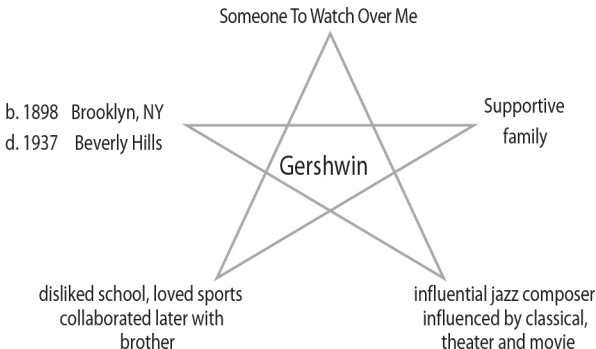 Someone To Watch Over Me
b. 1898 Brooklyn, NY
d. 1937 Beverly Hills
Supportive
family
Gershwin
disliked school, loved sports
collaborated later with
brother
influential jazz composer
influenced by classical,
theater and movie